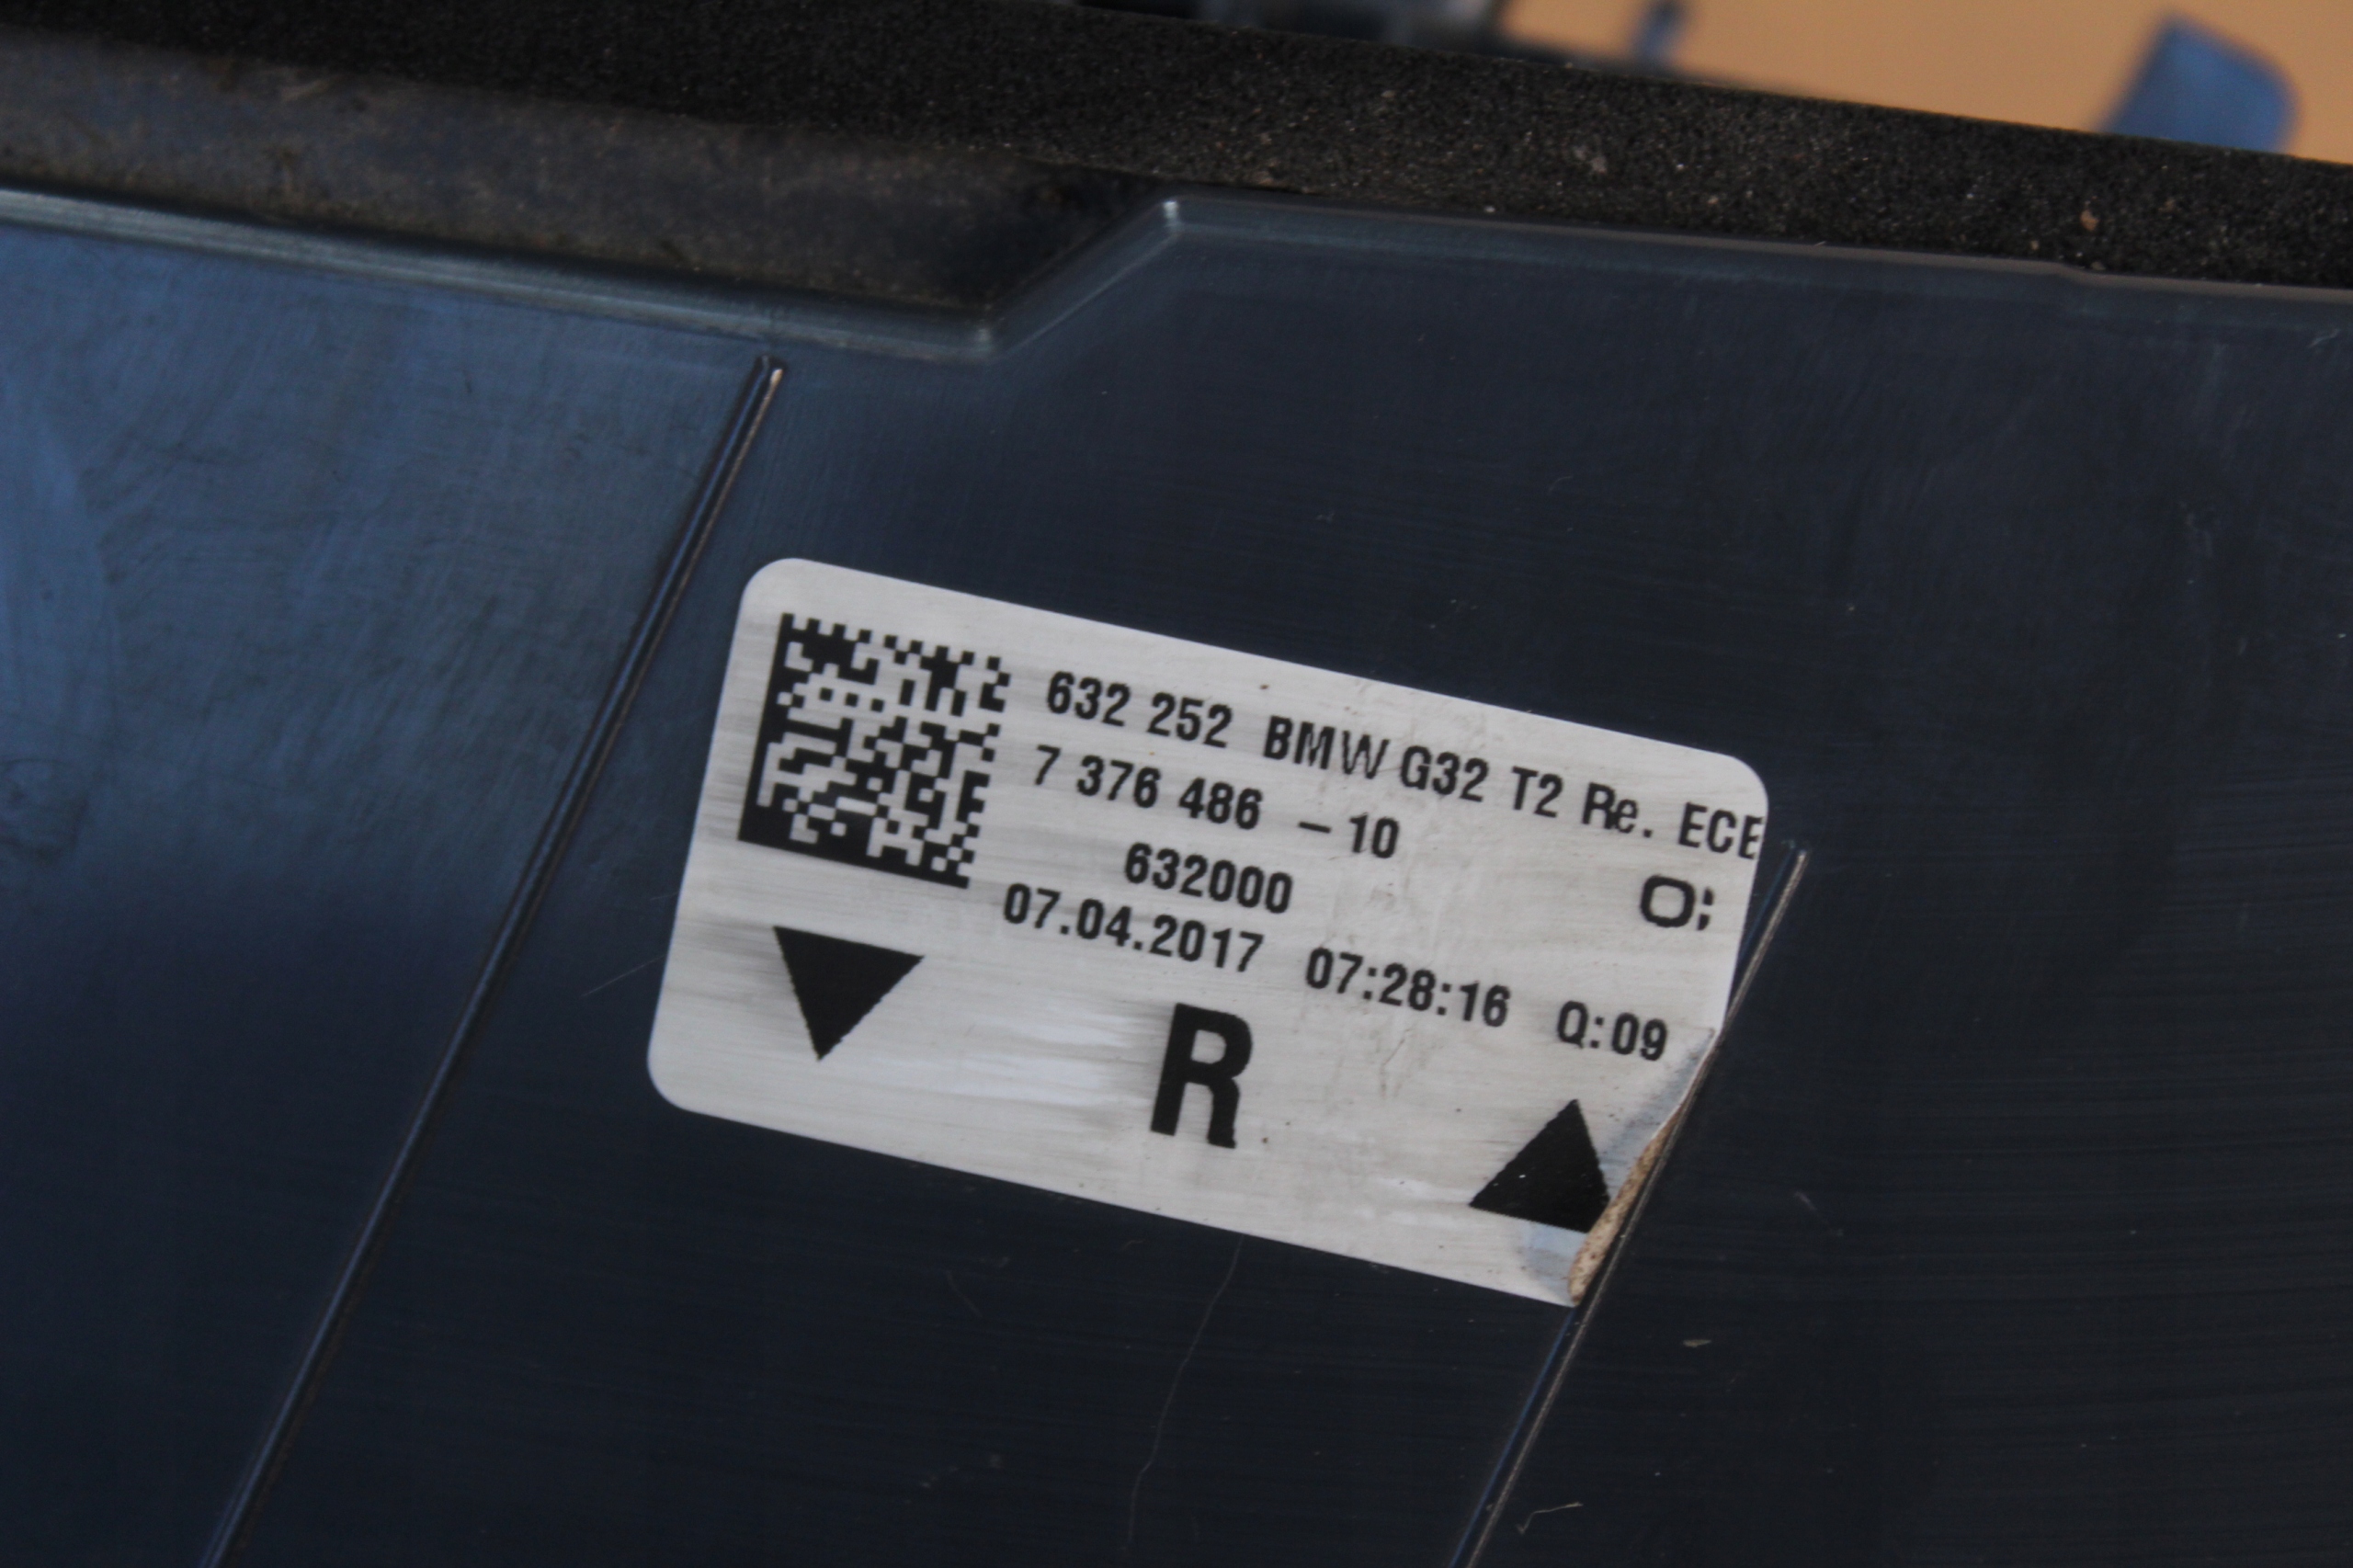 632 252 BMW G32 T2 Re. ECE
7 376 486 – 10
632000 O;
07.04.2017 07:28:16 Q:09
R